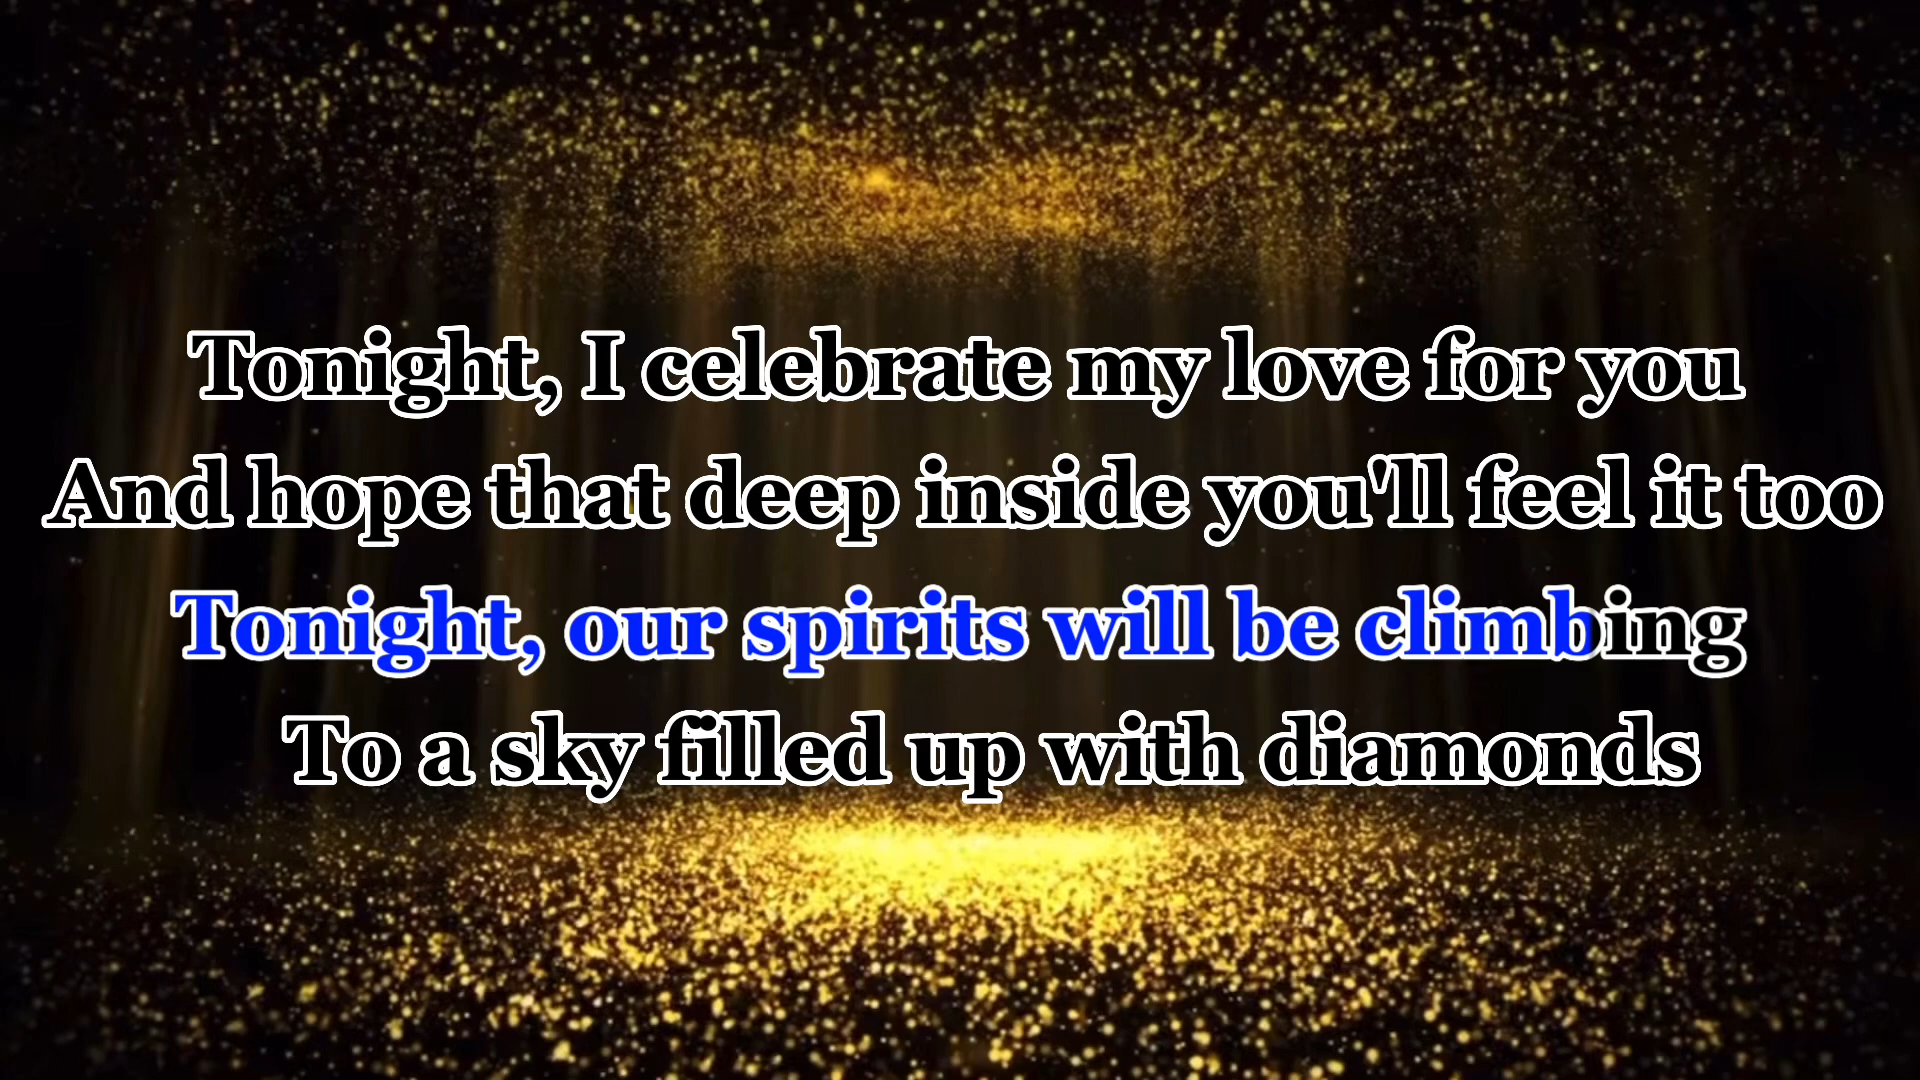 Tonight, I celebrate my love for you
And hope that deep inside you'll feel it too
Tonight, our spirits will be climbing
To a sky filled up with diamonds